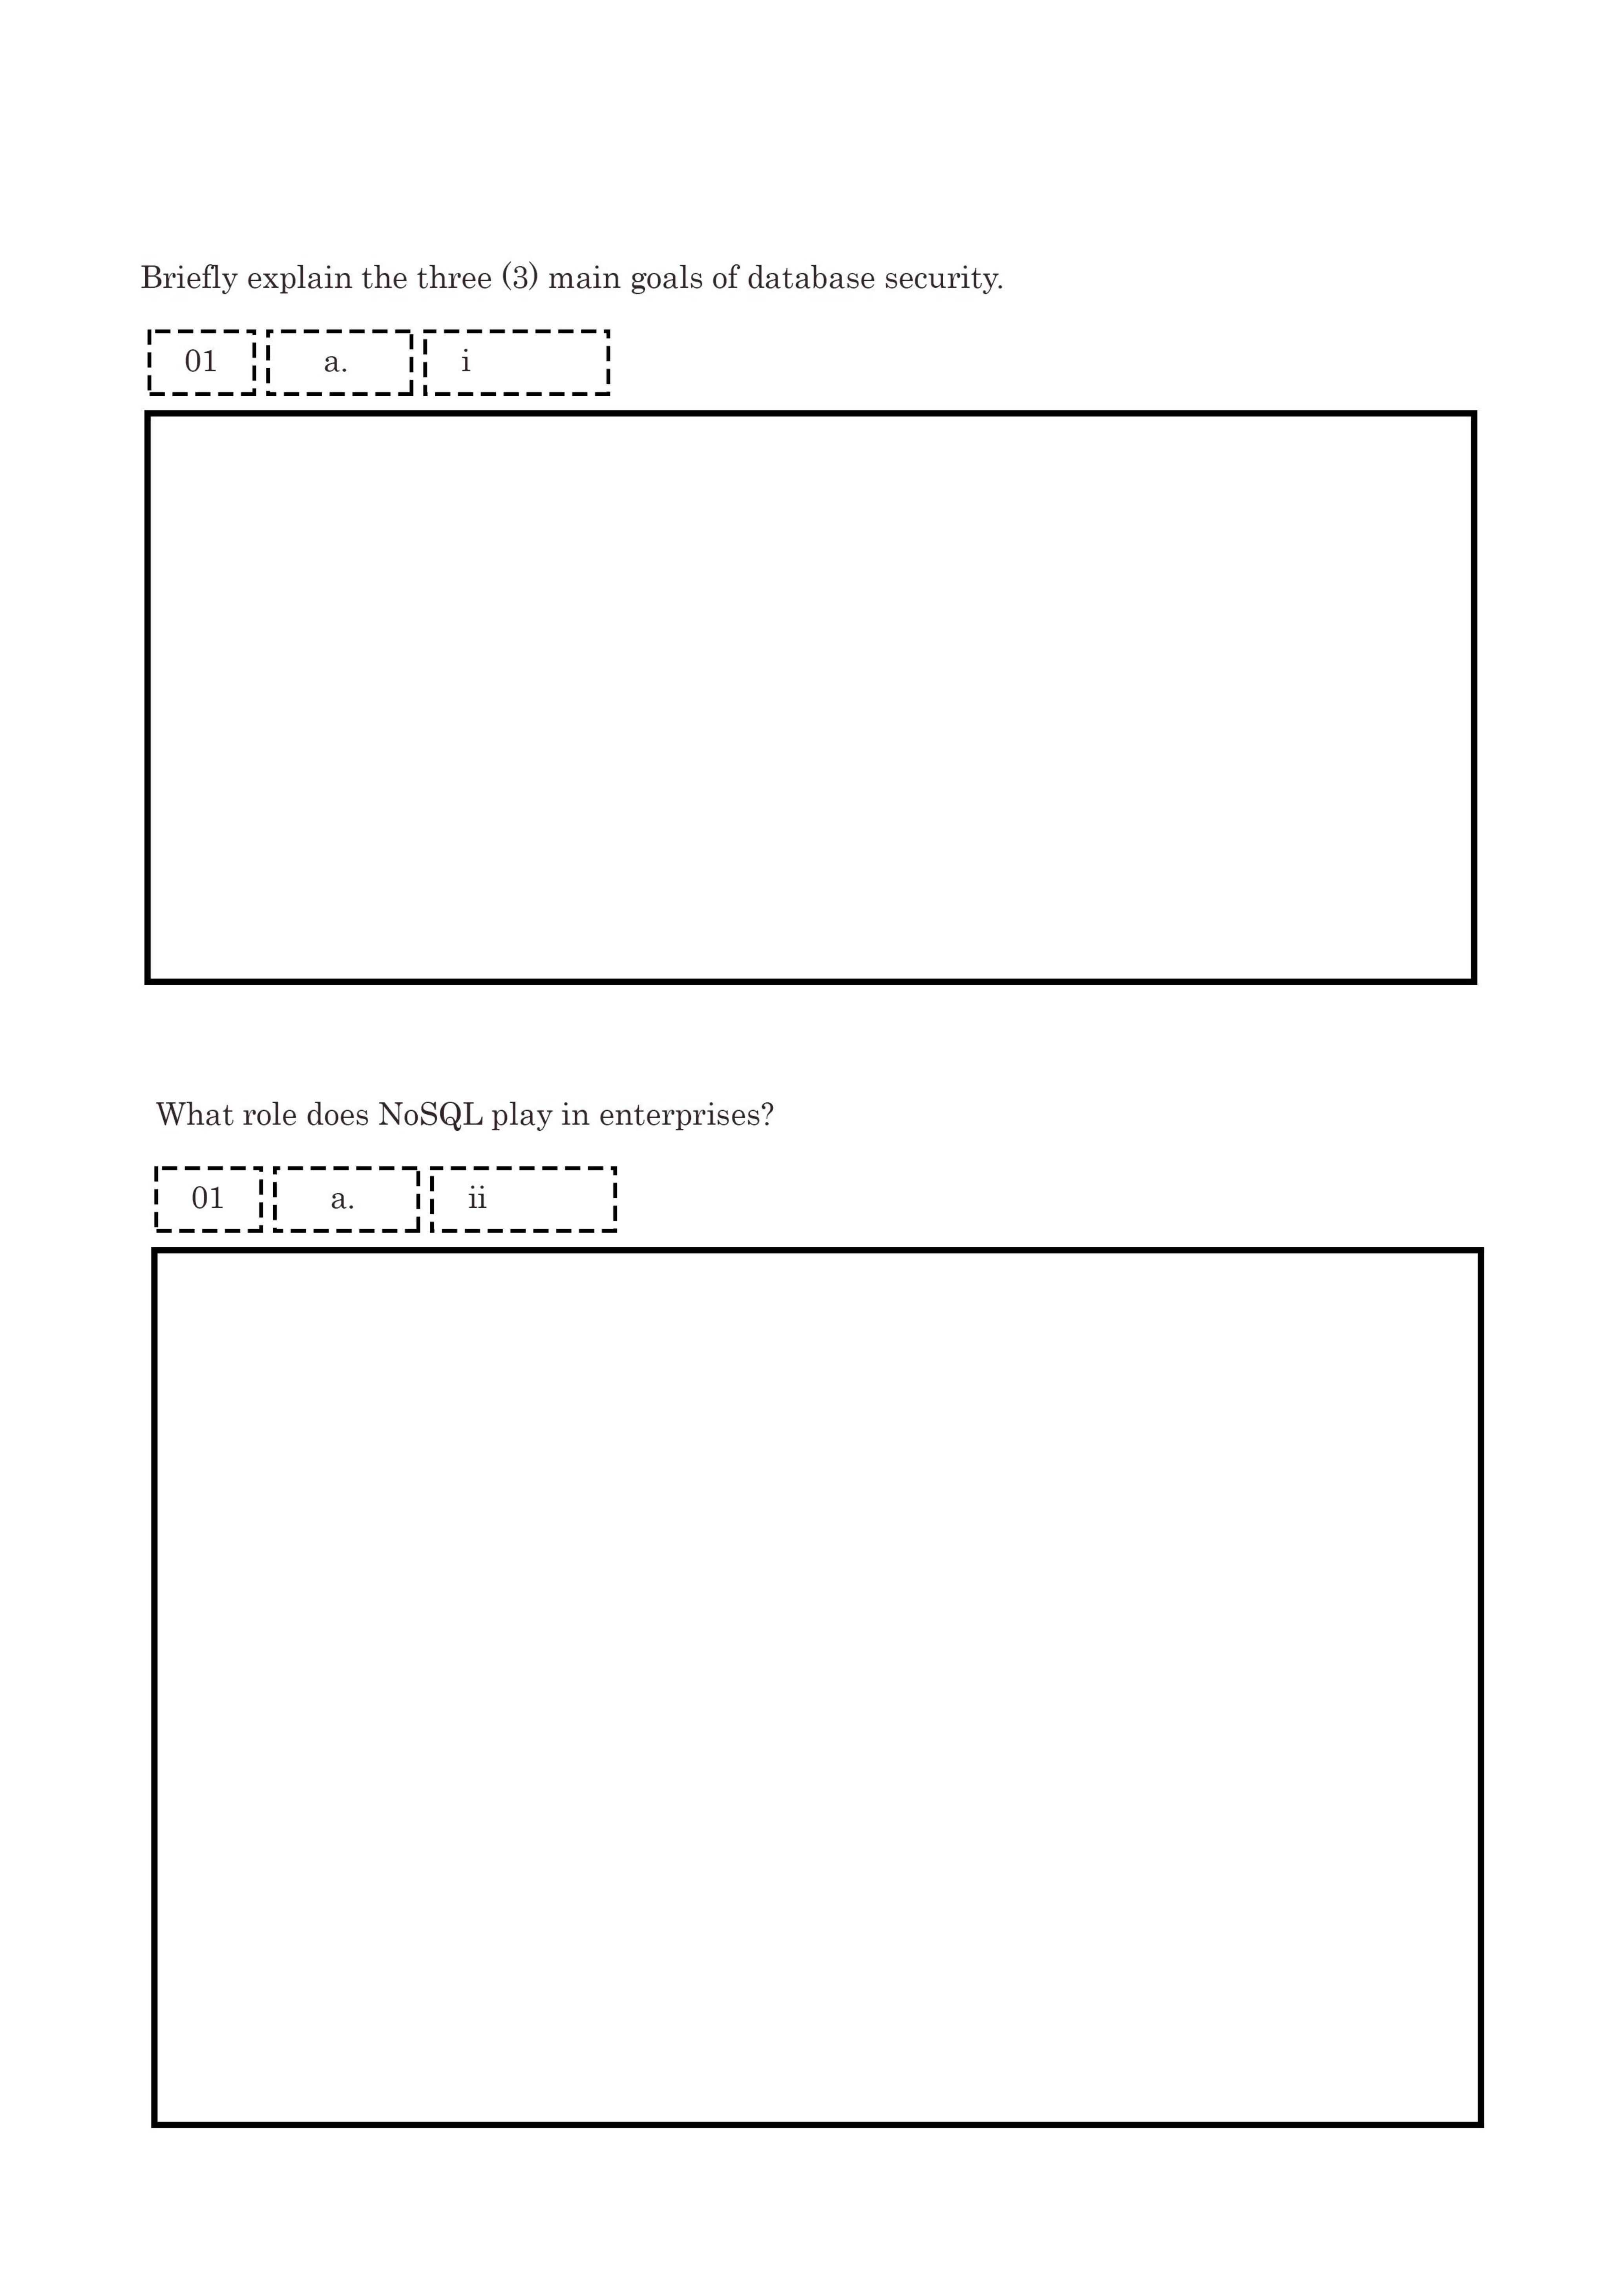 Briefly explain the three (3) main goals of database security.
01 a. i
What role does NoSQL play in enterprises?
01 a. ii